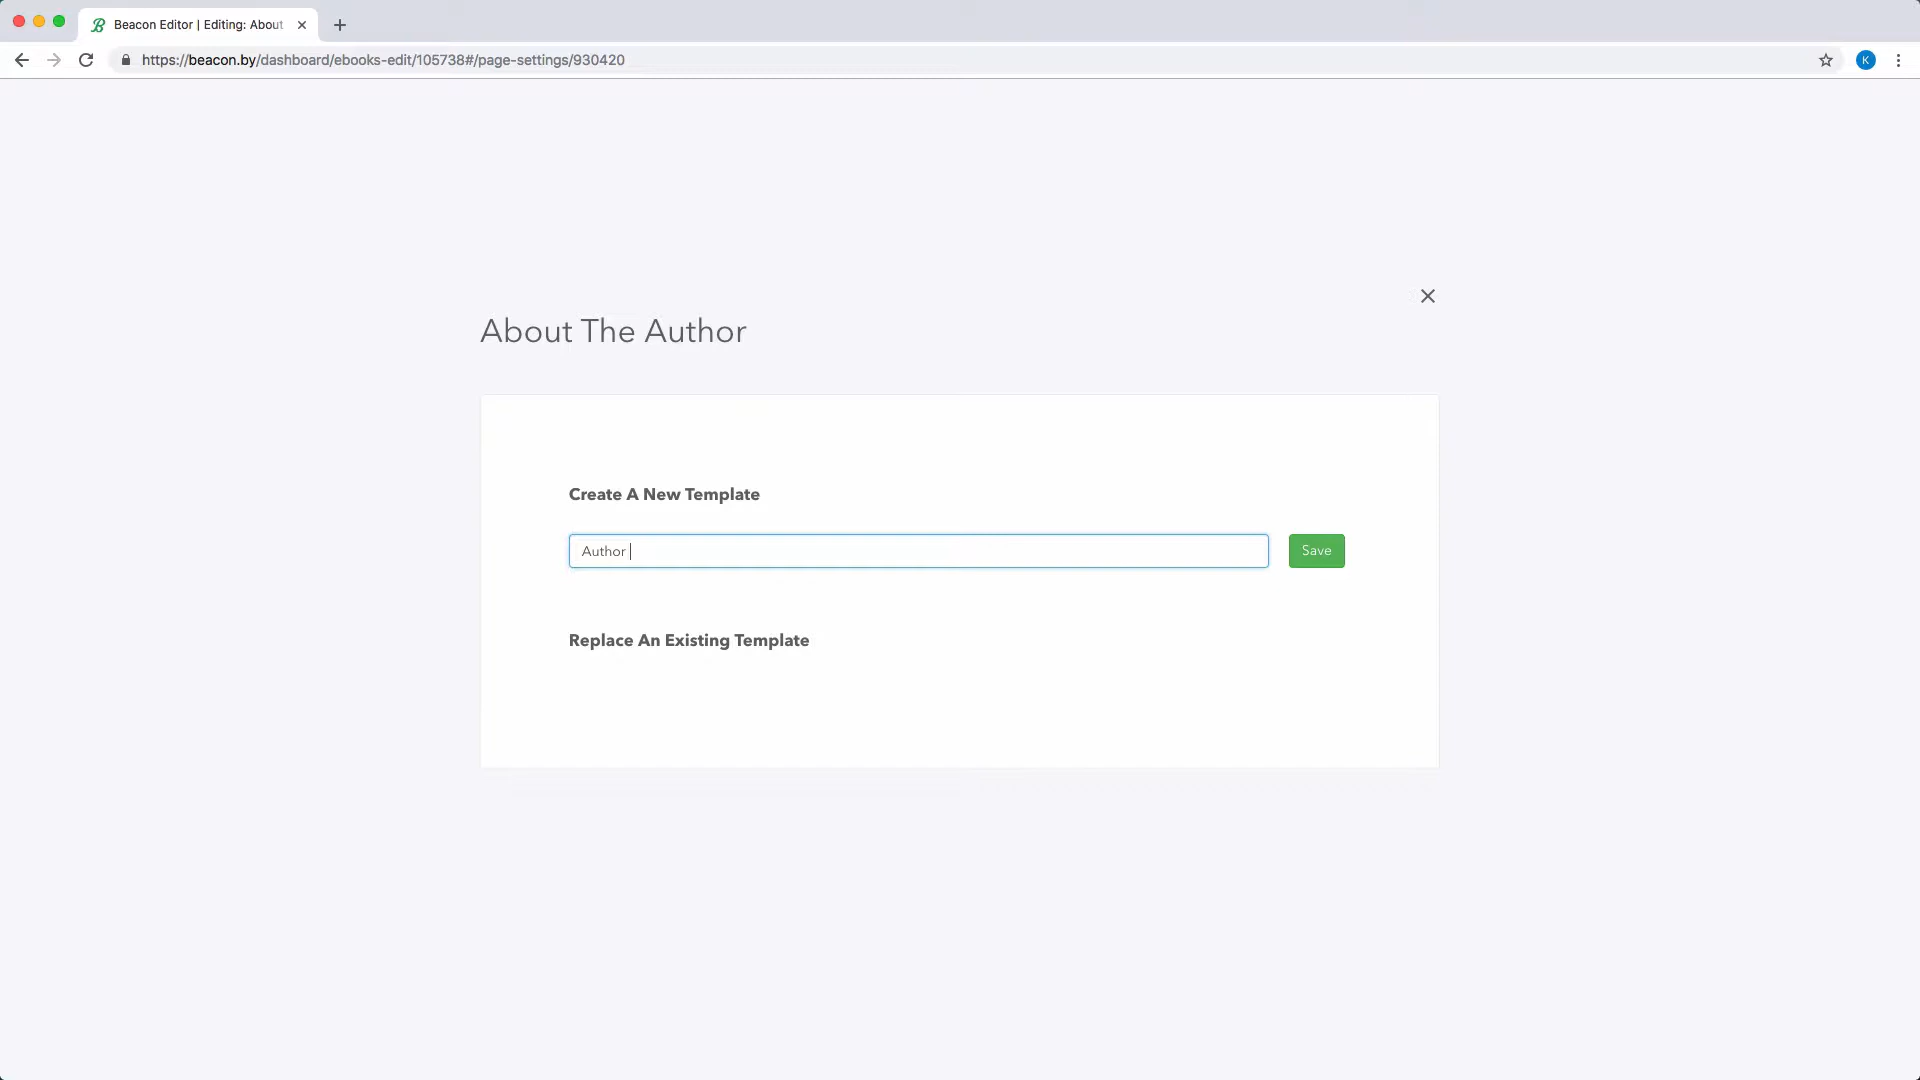 Beacon Editor | Editing: About
https://beacon.by/dashboard/ebooks-edit/105738#/page-settings/930420
K
About The Author
Create A New Template
Author
Save
Replace An Existing Template